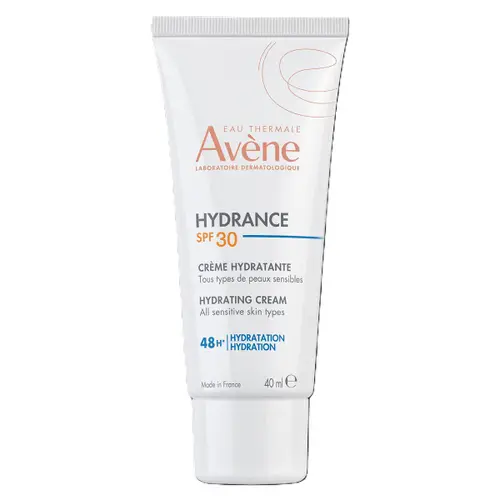 EAU THERMALE
Avène
LABORATOIRE DERMATOLOGIQUE
HYDRANCE
SPF 30
CRÈME HYDRATANTE
Tous types de peaux sensibles
HYDRATING CREAM
All sensitive skin types
48H* HYDRATATION
HYDRATION
Made in France
40 ml ℮